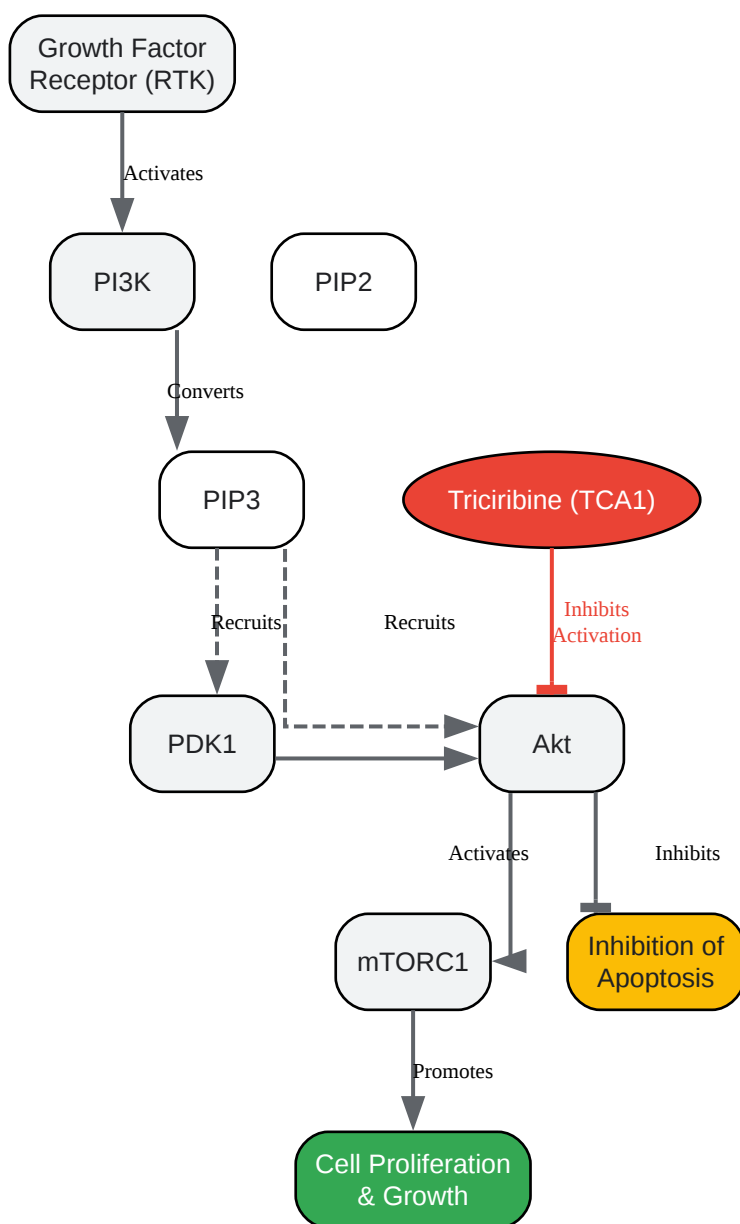 Growth Factor
Receptor (RTK)
Activates
PI3K
PIP2
Converts
PIP3
Triciribine (TCA1)
Recruits
Recruits
Inhibits
Activation
PDK1
Akt
Activates
Inhibits
mTORC1
Inhibition of
Apoptosis
Promotes
Cell Proliferation
& Growth